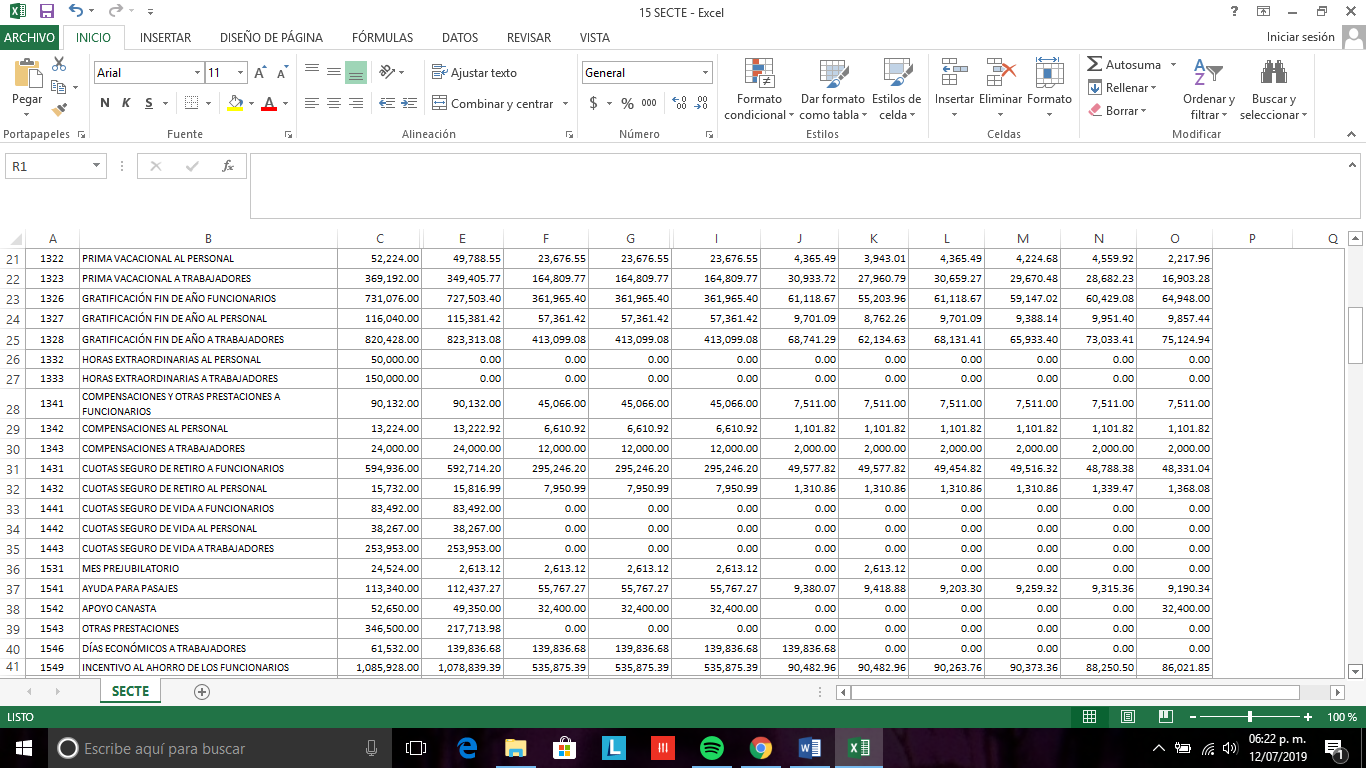 15 SECTE - Excel
?
ARCHIVO INICIO INSERTAR DISEÑO DE PÁGINA FÓRMULAS DATOS REVISAR VISTA Iniciar sesión
Pegar
Arial 11
N K S
Ajustar texto
Combinar y centrar
General
$ % 000
Formato condicional
Dar formato como tabla
Estilos de celda
Insertar Eliminar Formato
Autosuma
Rellenar
Borrar
Ordenar y filtrar
Buscar y seleccionar
Portapapeles Fuente Alineación Número Estilos Celdas Modificar
R1 fx
A B C E F G I J K L M N O P Q
21 1322 PRIMA VACACIONAL AL PERSONAL 52,224.00 49,788.55 23,676.55 23,676.55 23,676.55 4,365.49 3,943.01 4,365.49 4,224.68 4,559.92 2,217.96
22 1323 PRIMA VACACIONAL A TRABAJADORES 369,192.00 349,405.77 164,809.77 164,809.77 164,809.77 30,933.72 27,960.79 30,659.27 29,670.48 28,682.23 16,903.28
23 1326 GRATIFICACIÓN FIN DE AÑO FUNCIONARIOS 731,076.00 727,503.40 361,965.40 361,965.40 361,965.40 61,118.67 55,203.96 61,118.67 59,147.02 60,429.08 64,948.00
24 1327 GRATIFICACIÓN FIN DE AÑO AL PERSONAL 116,040.00 115,381.42 57,361.42 57,361.42 57,361.42 9,701.09 8,762.26 9,701.09 9,388.14 9,951.40 9,857.44
25 1328 GRATIFICACIÓN FIN DE AÑO A TRABAJADORES 820,428.00 823,313.08 413,099.08 413,099.08 413,099.08 68,741.29 62,134.63 68,131.41 65,933.40 73,033.41 75,124.94
26 1332 HORAS EXTRAORDINARIAS AL PERSONAL 50,000.00 0.00 0.00 0.00 0.00 0.00 0.00 0.00 0.00 0.00 0.00
27 1333 HORAS EXTRAORDINARIAS A TRABAJADORES 150,000.00 0.00 0.00 0.00 0.00 0.00 0.00 0.00 0.00 0.00 0.00
28 1341 COMPENSACIONES Y OTRAS PRESTACIONES A FUNCIONARIOS 90,132.00 90,132.00 45,066.00 45,066.00 45,066.00 7,511.00 7,511.00 7,511.00 7,511.00 7,511.00 7,511.00
29 1342 COMPENSACIONES AL PERSONAL 13,224.00 13,222.92 6,610.92 6,610.92 6,610.92 1,101.82 1,101.82 1,101.82 1,101.82 1,101.82 1,101.82
30 1343 COMPENSACIONES A TRABAJADORES 24,000.00 24,000.00 12,000.00 12,000.00 12,000.00 2,000.00 2,000.00 2,000.00 2,000.00 2,000.00 2,000.00
31 1431 CUOTAS SEGURO DE RETIRO A FUNCIONARIOS 594,936.00 592,714.20 295,246.20 295,246.20 295,246.20 49,577.82 49,577.82 49,454.82 49,516.32 48,788.38 48,331.04
32 1432 CUOTAS SEGURO DE RETIRO AL PERSONAL 15,732.00 15,816.99 7,950.99 7,950.99 7,950.99 1,310.86 1,310.86 1,310.86 1,310.86 1,339.47 1,368.08
33 1441 CUOTAS SEGURO DE VIDA A FUNCIONARIOS 83,492.00 83,492.00 0.00 0.00 0.00 0.00 0.00 0.00 0.00 0.00 0.00
34 1442 CUOTAS SEGURO DE VIDA AL PERSONAL 38,267.00 38,267.00 0.00 0.00 0.00 0.00 0.00 0.00 0.00 0.00 0.00
35 1443 CUOTAS SEGURO DE VIDA A TRABAJADORES 253,953.00 253,953.00 0.00 0.00 0.00 0.00 0.00 0.00 0.00 0.00 0.00
36 1531 MES PREJUBILATORIO 24,524.00 2,613.12 2,613.12 2,613.12 2,613.12 0.00 2,613.12 0.00 0.00 0.00 0.00
37 1541 AYUDA PARA PASAJES 113,340.00 112,437.27 55,767.27 55,767.27 55,767.27 9,380.07 9,418.88 9,203.30 9,259.32 9,315.36 9,190.34
38 1542 APOYO CANASTA 52,650.00 49,350.00 32,400.00 32,400.00 32,400.00 0.00 0.00 0.00 0.00 0.00 32,400.00
39 1543 OTRAS PRESTACIONES 346,500.00 217,713.98 0.00 0.00 0.00 0.00 0.00 0.00 0.00 0.00 0.00
40 1546 DÍAS ECONÓMICOS A TRABAJADORES 61,532.00 139,836.68 139,836.68 139,836.68 139,836.68 139,836.68 0.00 0.00 0.00 0.00 0.00
41 1549 INCENTIVO AL AHORRO DE LOS FUNCIONARIOS 1,085,928.00 1,078,839.39 535,875.39 535,875.39 535,875.39 90,482.96 90,482.96 90,263.76 90,373.36 88,250.50 86,021.85
SECTE
LISTO 100 %
Escribe aquí para buscar
06:22 p. m.
12/07/2019
1